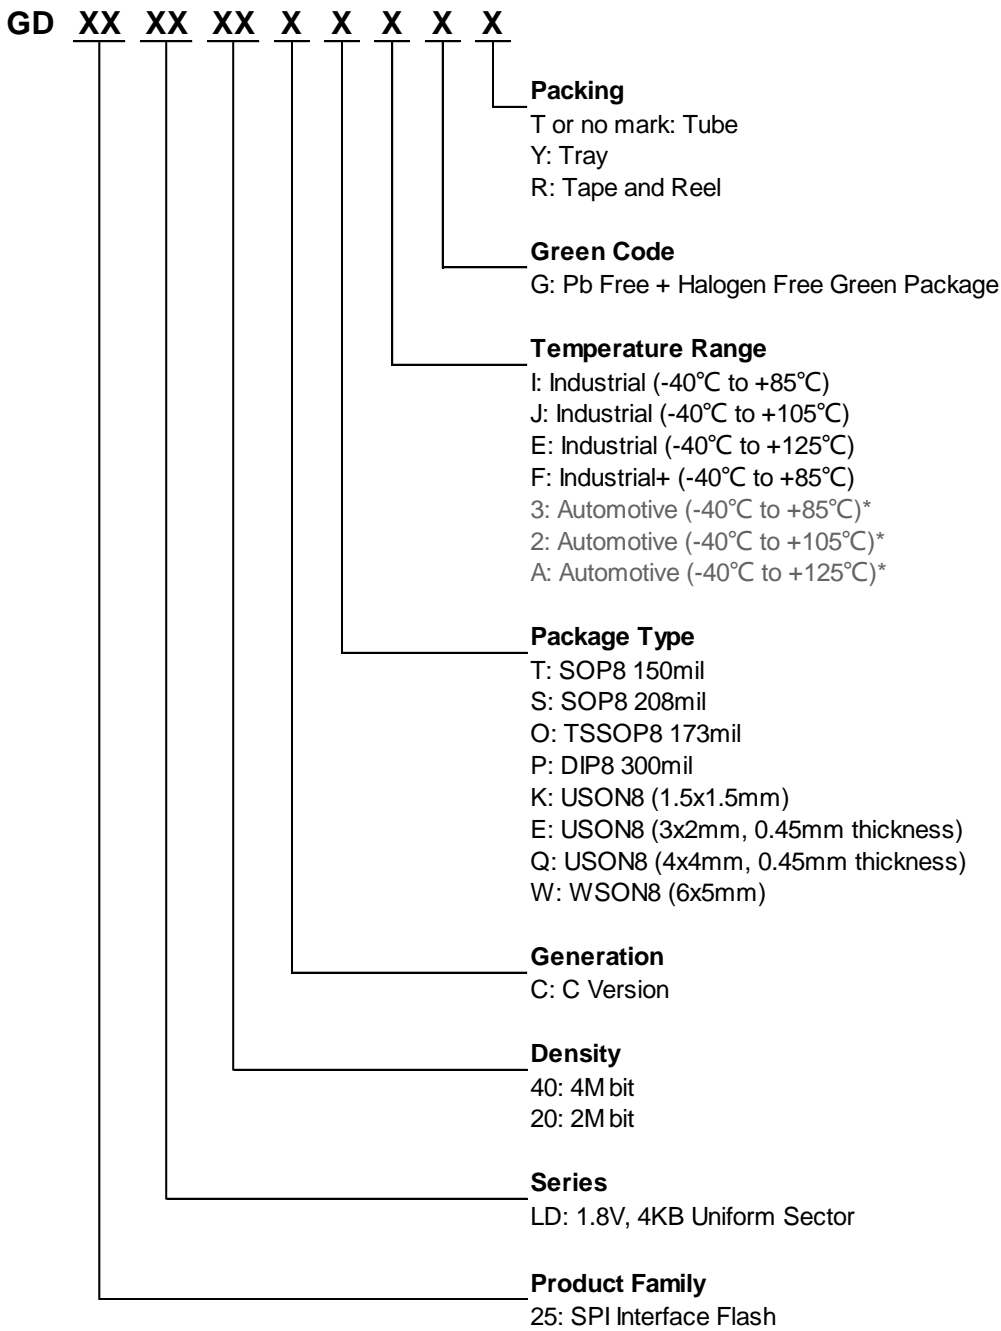 GD XX XX XX X X X X X
Packing
T or no mark: Tube
Y: Tray
R: Tape and Reel
Green Code
G: Pb Free + Halogen Free Green Package
Temperature Range
I: Industrial (-40℃ to +85℃)
J: Industrial (-40℃ to +105℃)
E: Industrial (-40℃ to +125℃)
F: Industrial+ (-40℃ to +85℃)
3: Automotive (-40℃ to +85℃)*
2: Automotive (-40℃ to +105℃)*
A: Automotive (-40℃ to +125℃)*
Package Type
T: SOP8 150mil
S: SOP8 208mil
O: TSSOP8 173mil
P: DIP8 300mil
K: USON8 (1.5x1.5mm)
E: USON8 (3x2mm, 0.45mm thickness)
Q: USON8 (4x4mm, 0.45mm thickness)
W: WSON8 (6x5mm)
Generation
C: C Version
Density
40: 4M bit
20: 2M bit
Series
LD: 1.8V, 4KB Uniform Sector
Product Family
25: SPI Interface Flash